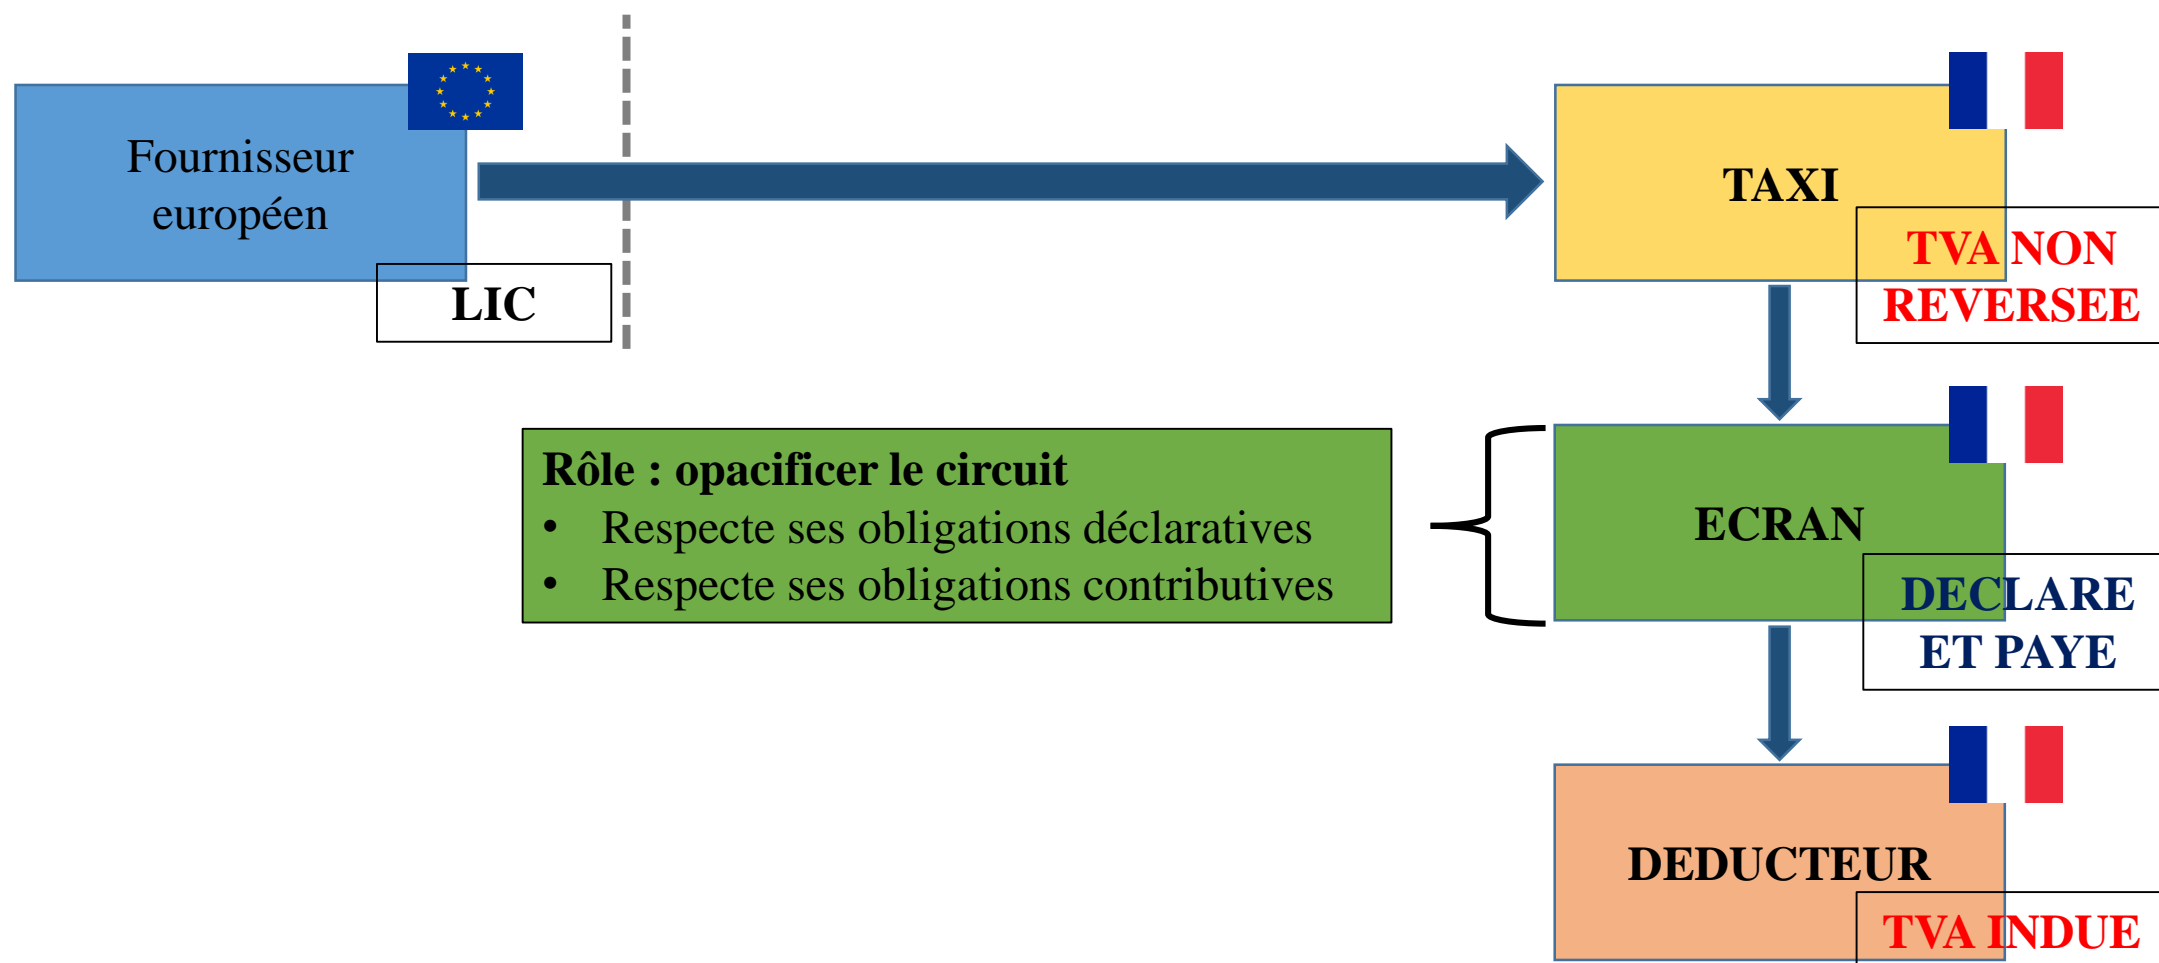 Fournisseur
européen
LIC
TAXI
TVA NON
REVERSEE
Rôle : opacificer le circuit
• Respecte ses obligations déclaratives
• Respecte ses obligations contributives
ECRAN
DECLARE
ET PAYE
DEDUCTEUR
TVA INDUE